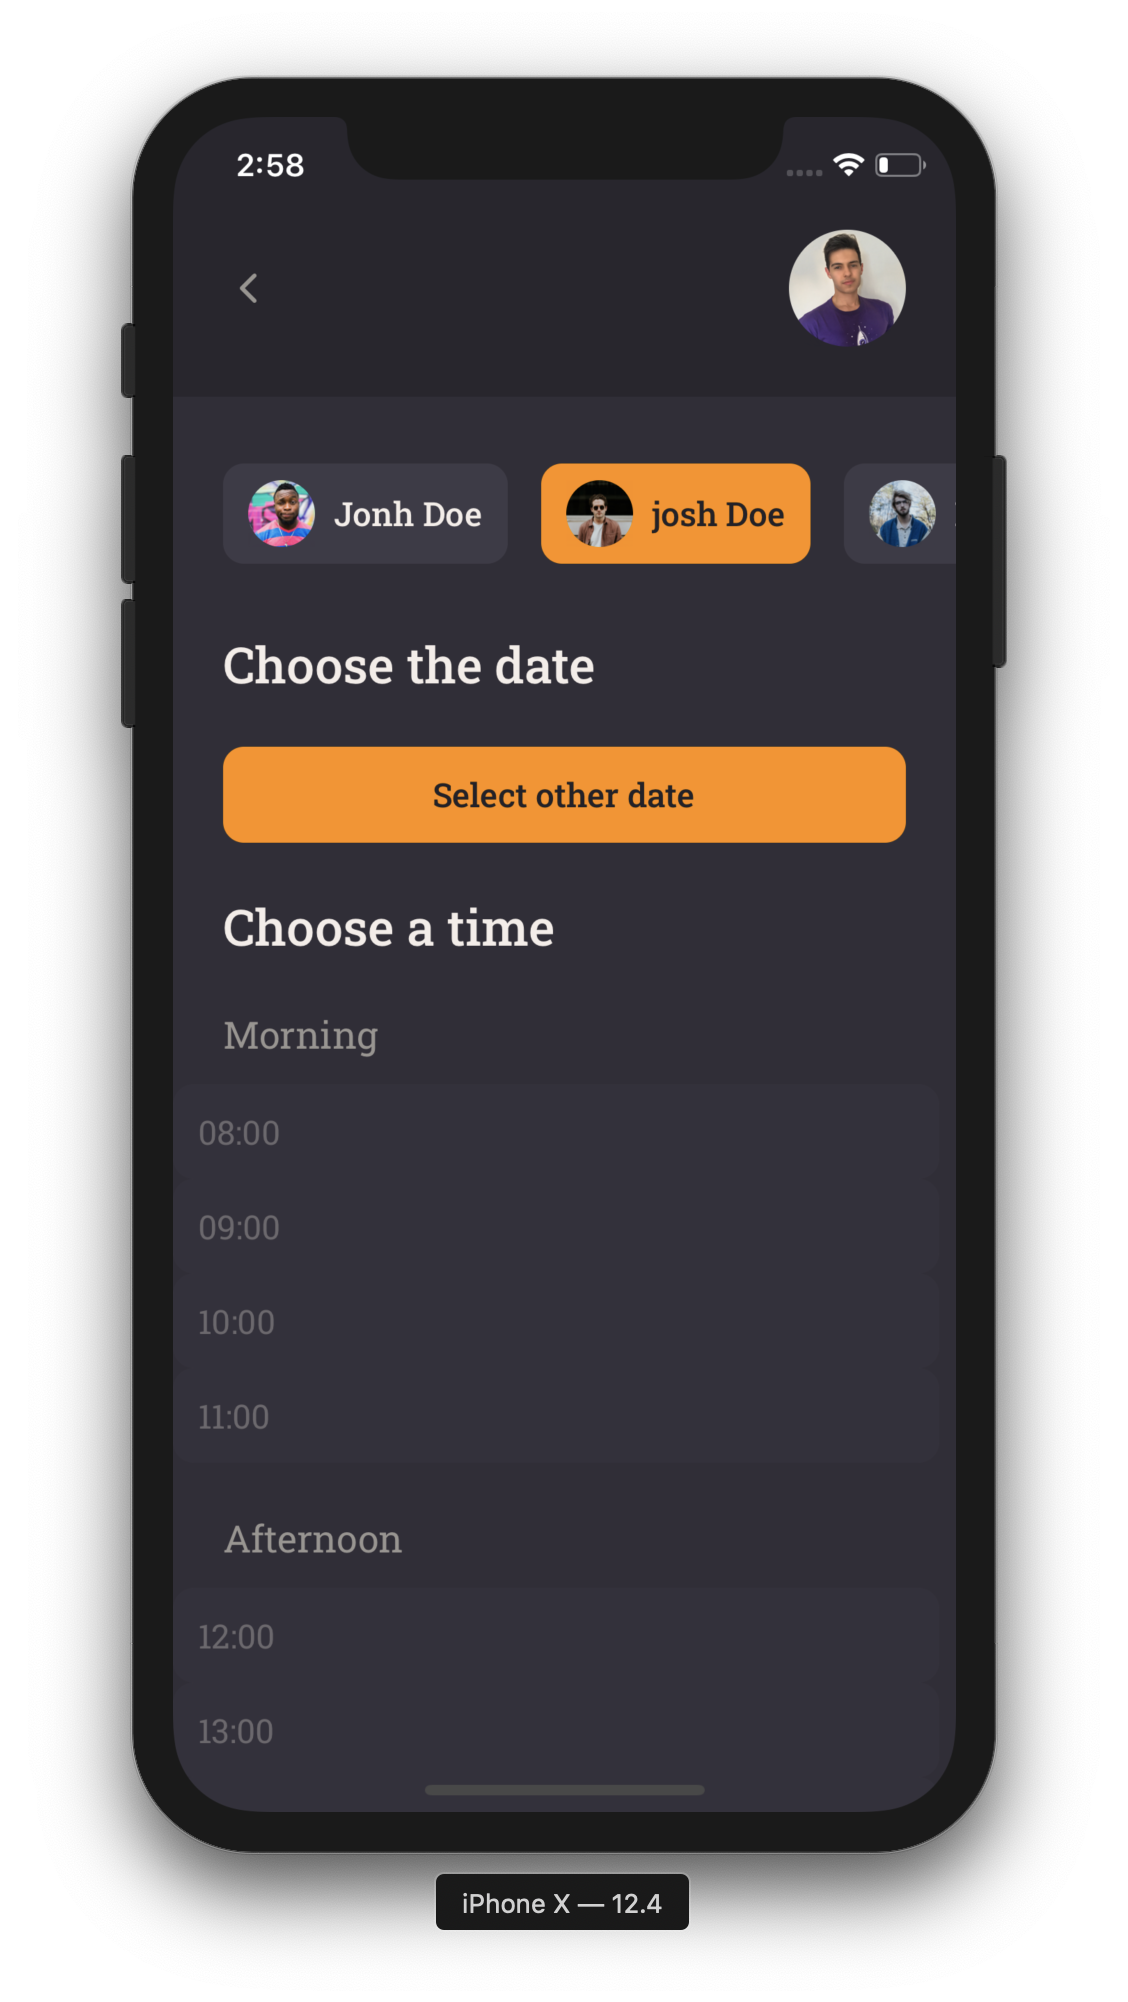 2:58
Jonh Doe
josh Doe
Choose the date
Select other date
Choose a time
Morning
08:00
09:00
10:00
11:00
Afternoon
12:00
13:00
iPhone X — 12.4